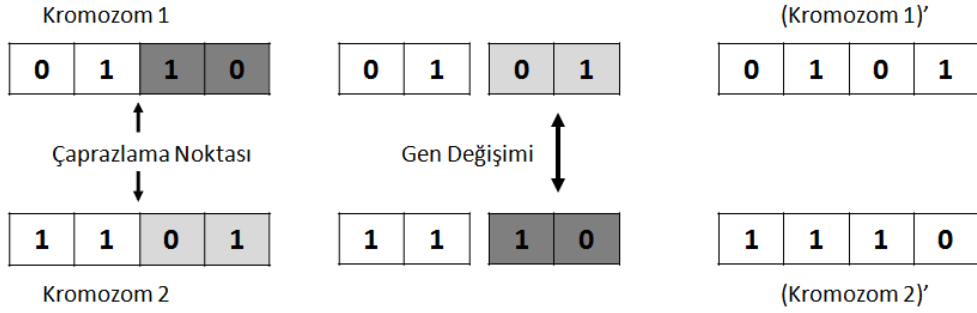 Kromozom 1
(Kromozom 1)’
0 1 1 0
0 1 0 1
0 1 0 1
Çaprazlama Noktası
Gen Değişimi
1 1 0 1
1 1 1 0
1 1 1 0
Kromozom 2
(Kromozom 2)’